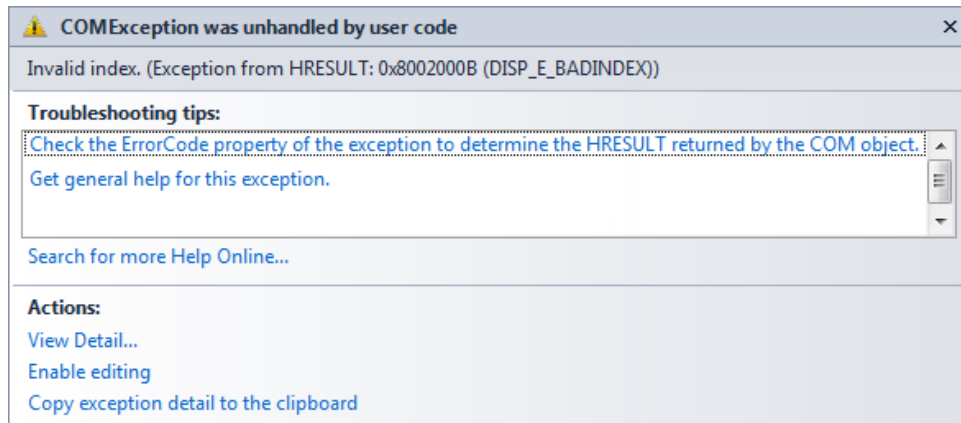 COMException was unhandled by user code
Invalid index. (Exception from HRESULT: 0x8002000B (DISP_E_BADINDEX))
Troubleshooting tips:
Check the ErrorCode property of the exception to determine the HRESULT returned by the COM object.
Get general help for this exception.
Search for more Help Online...
Actions:
View Detail...
Enable editing
Copy exception detail to the clipboard